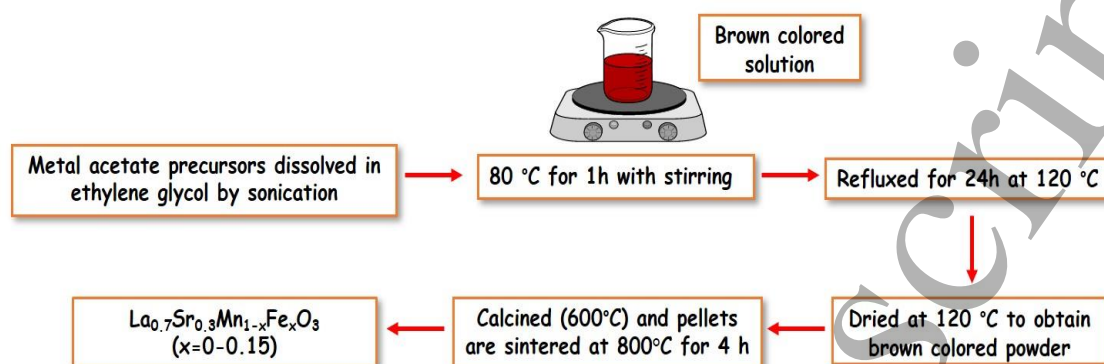 Brown colored
solution
Metal acetate precursors dissolved in
ethylene glycol by sonication
80 °C for 1h with stirring
Refluxed for 24h at 120 °C
Dried at 120 °C to obtain
brown colored powder
Calcined (600°C) and pellets
are sintered at 800°C for 4 h
La₀.₇Sr₀.₃Mn₁₋ₓFeₓO₃
(x=0-0.15)